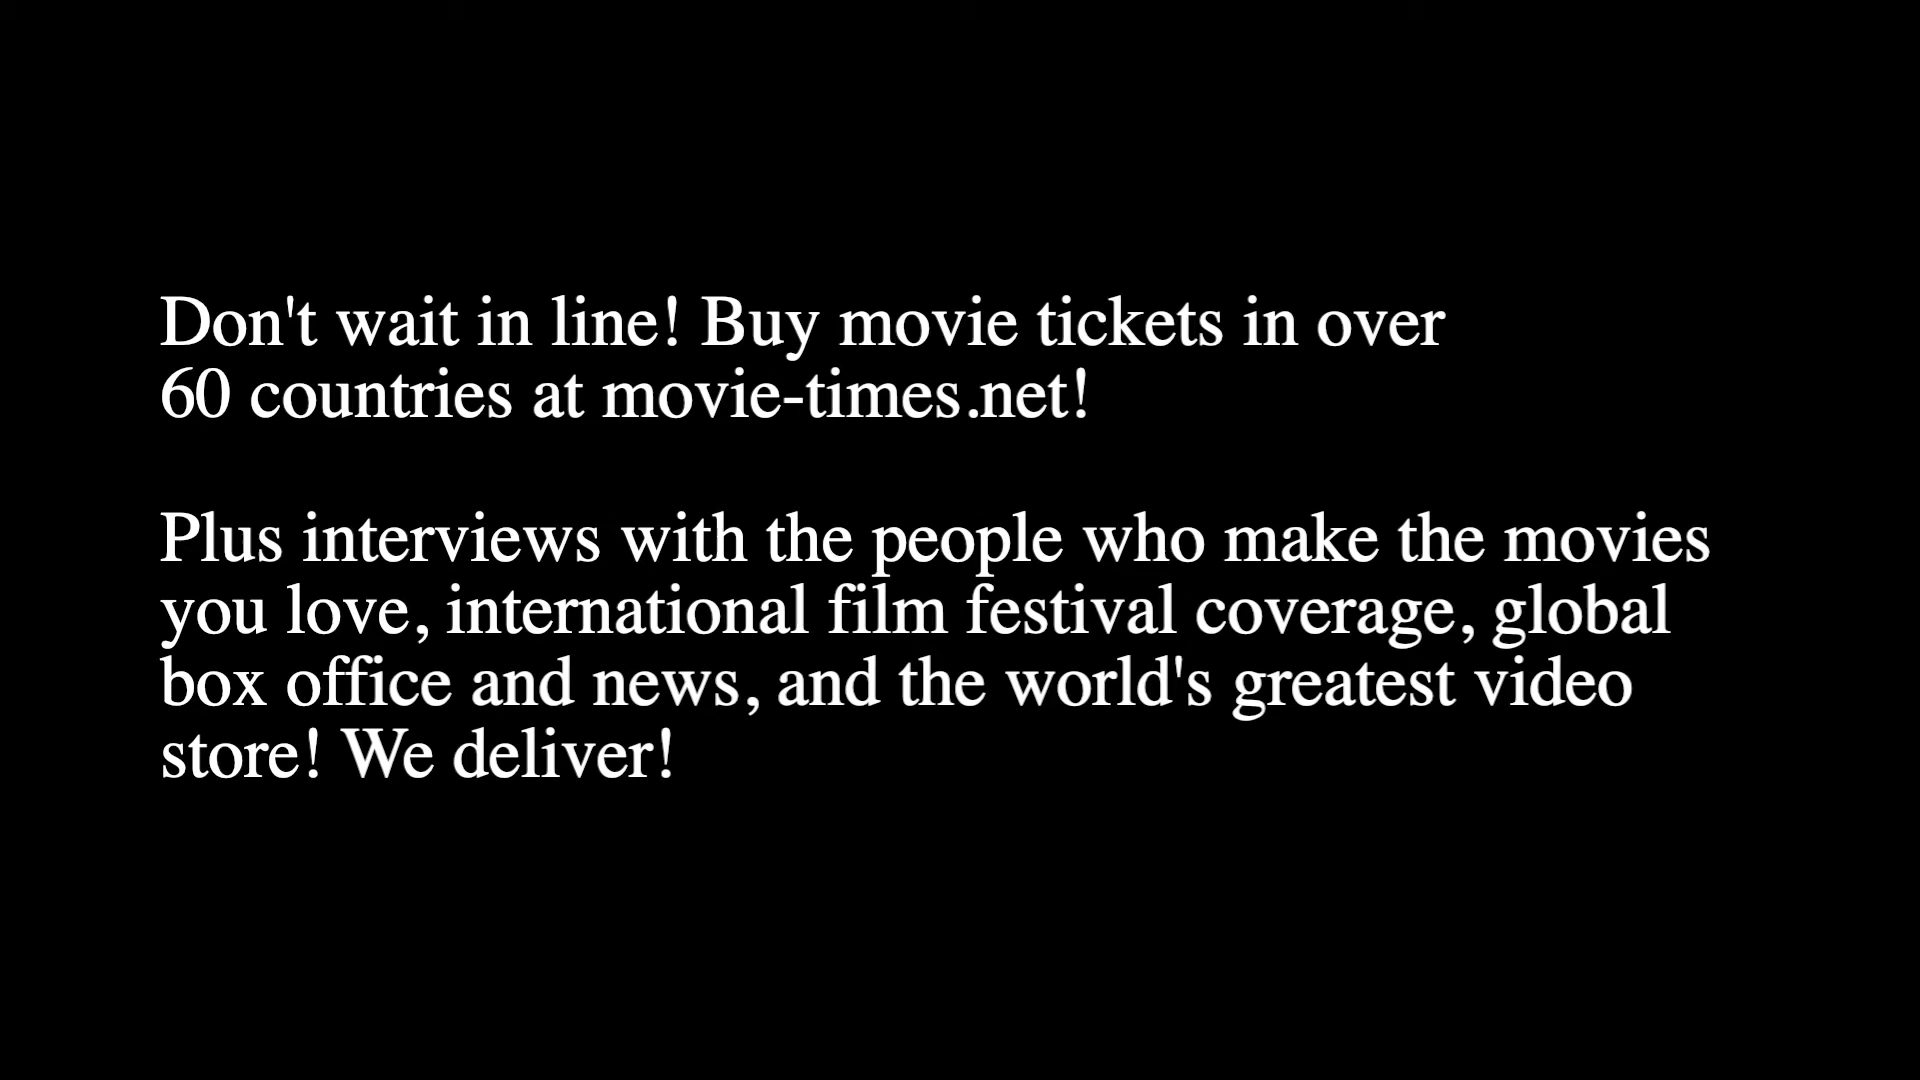 Don't wait in line! Buy movie tickets in over
60 countries at movie-times.net!
Plus interviews with the people who make the movies
you love, international film festival coverage, global
box office and news, and the world's greatest video
store! We deliver!